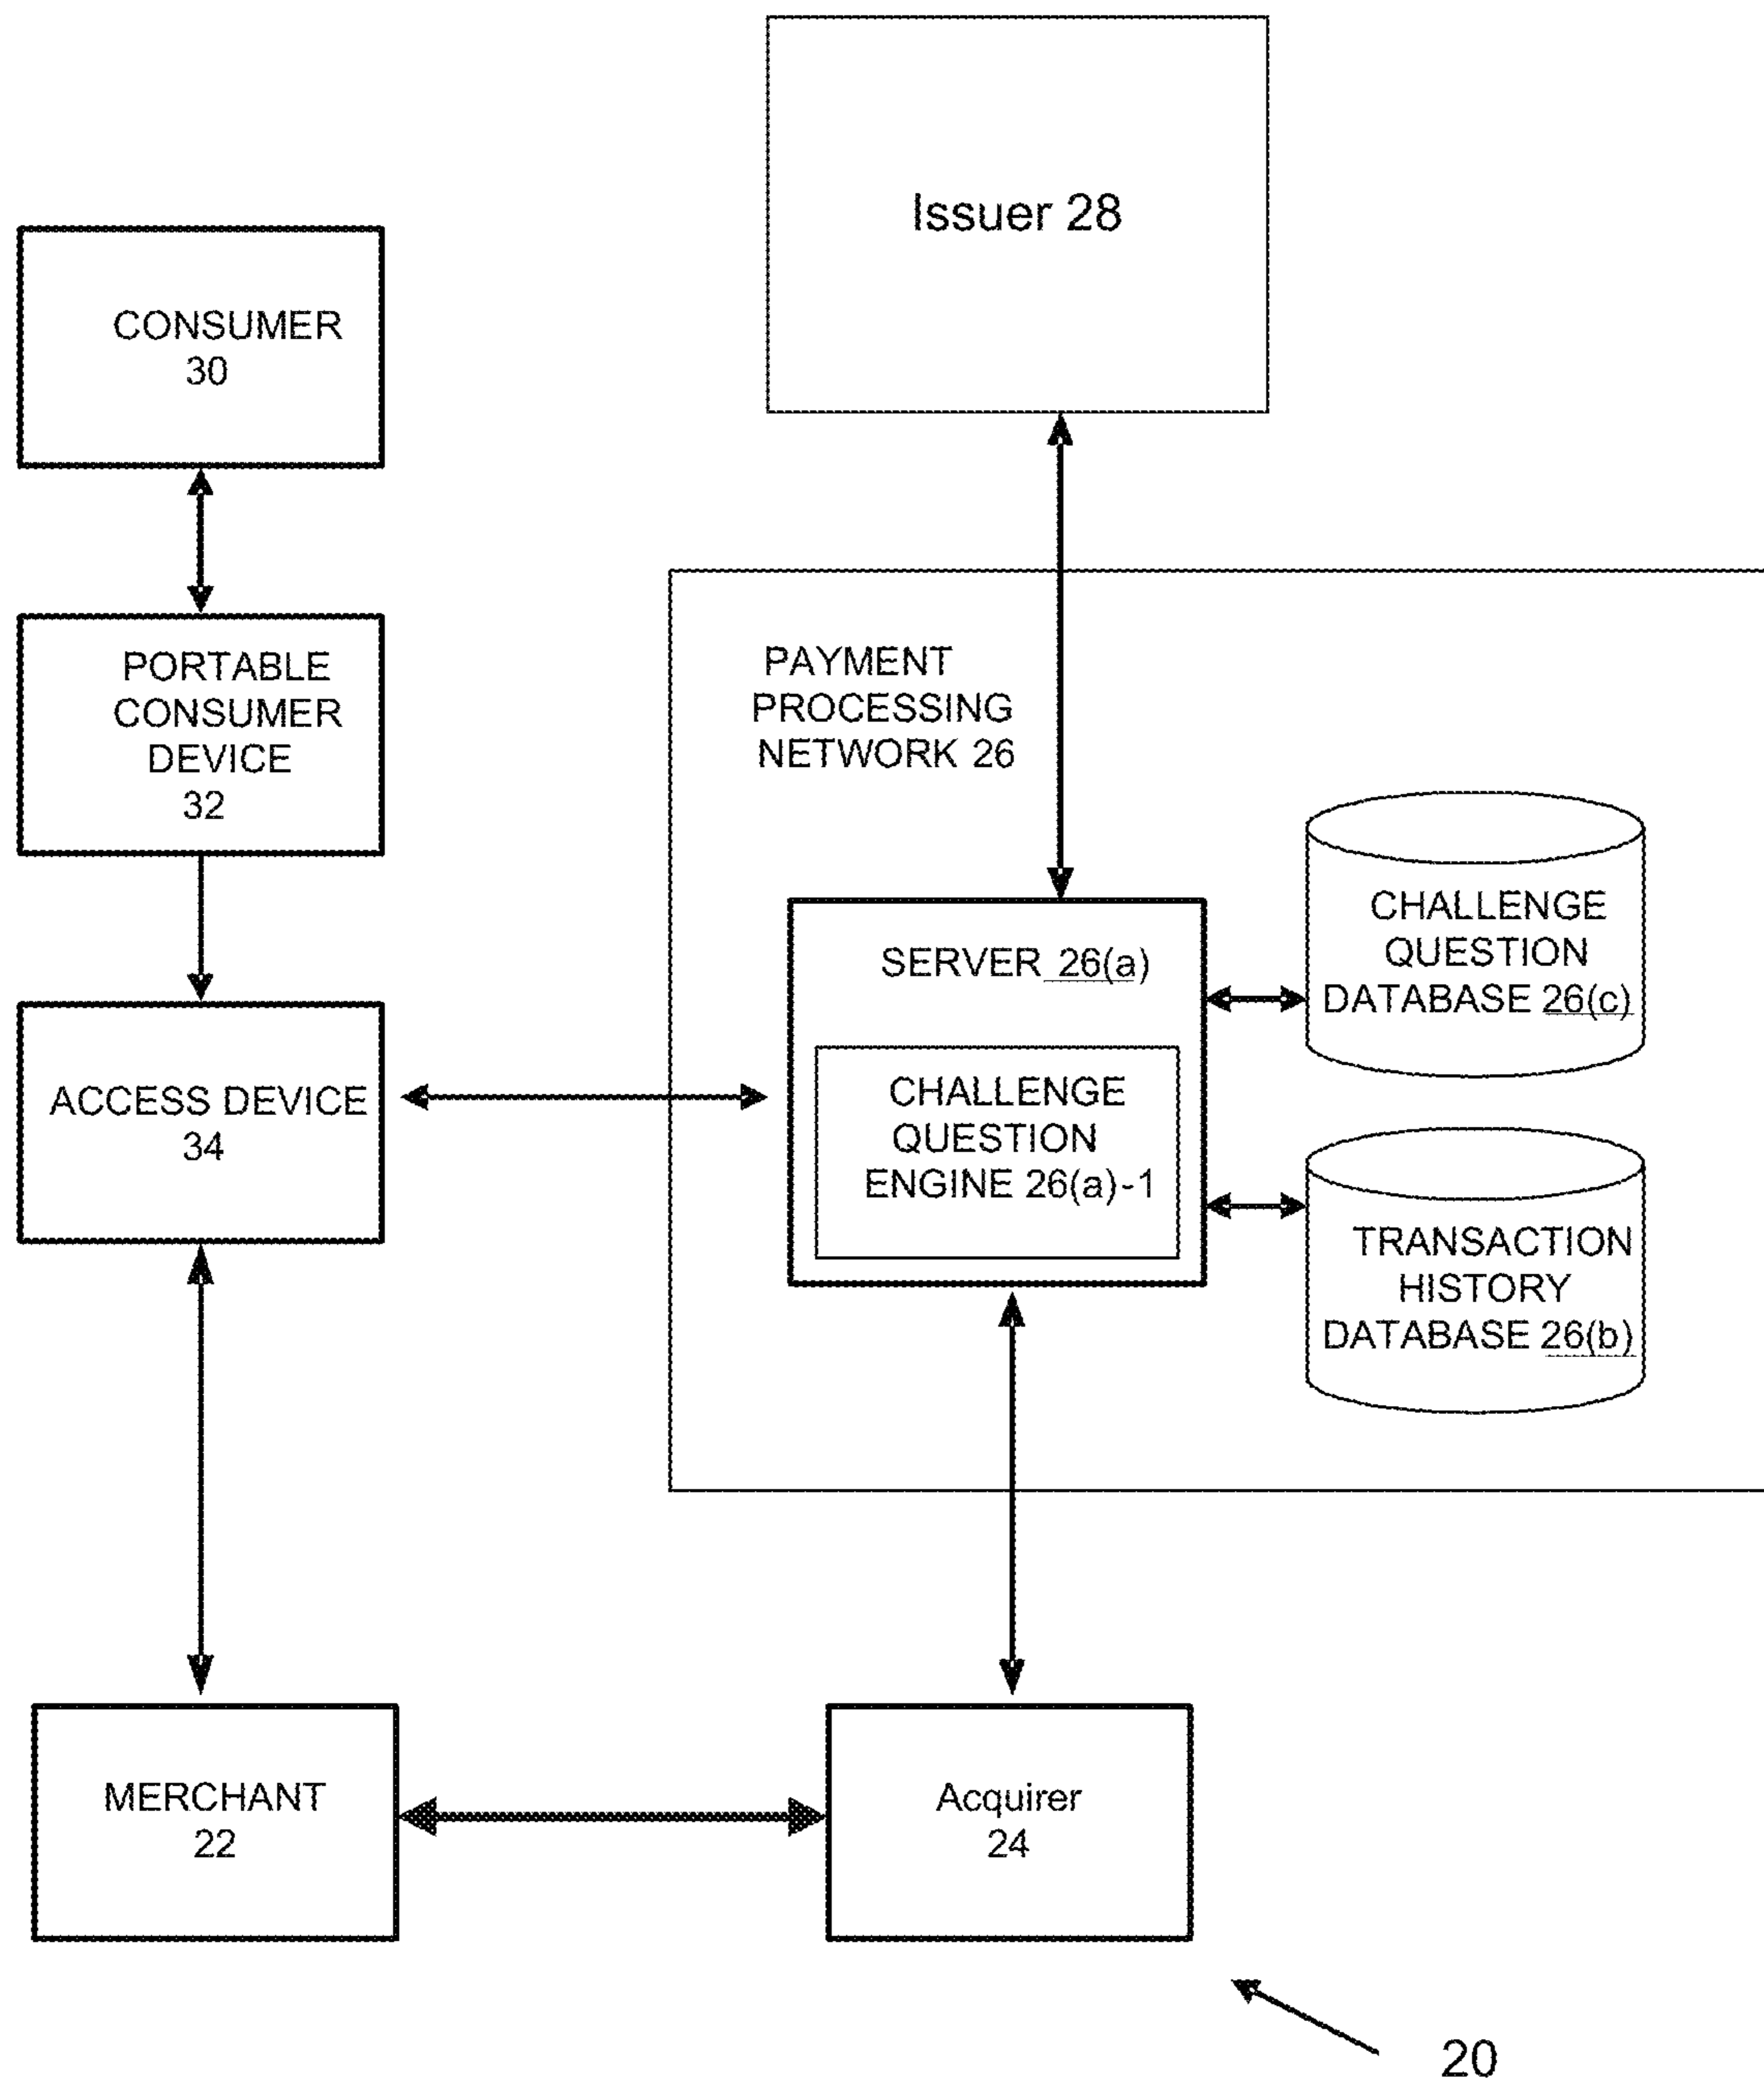 Issuer 28
CONSUMER
30
PORTABLE
CONSUMER
DEVICE
32
PAYMENT
PROCESSING
NETWORK 26
CHALLENGE
QUESTION
DATABASE 26(c)
SERVER 26(a)
CHALLENGE
QUESTION
ENGINE 26(a)-1
ACCESS DEVICE
34
TRANSACTION
HISTORY
DATABASE 26(b)
MERCHANT
22
Acquirer
24
20